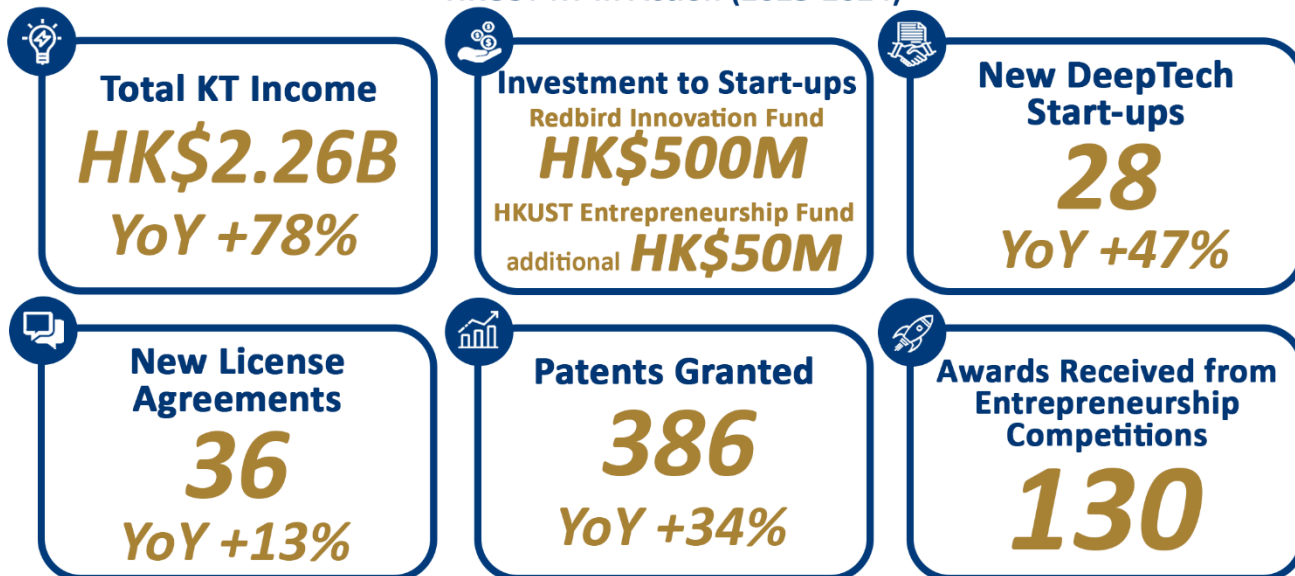 Total KT Income
HK$2.26B
YoY +78%
Investment to Start-ups
Redbird Innovation Fund
HK$500M
HKUST Entrepreneurship Fund
additional HK$50M
New DeepTech
Start-ups
28
YoY +47%
New License
Agreements
36
YoY +13%
Patents Granted
386
YoY +34%
Awards Received from
Entrepreneurship
Competitions
130